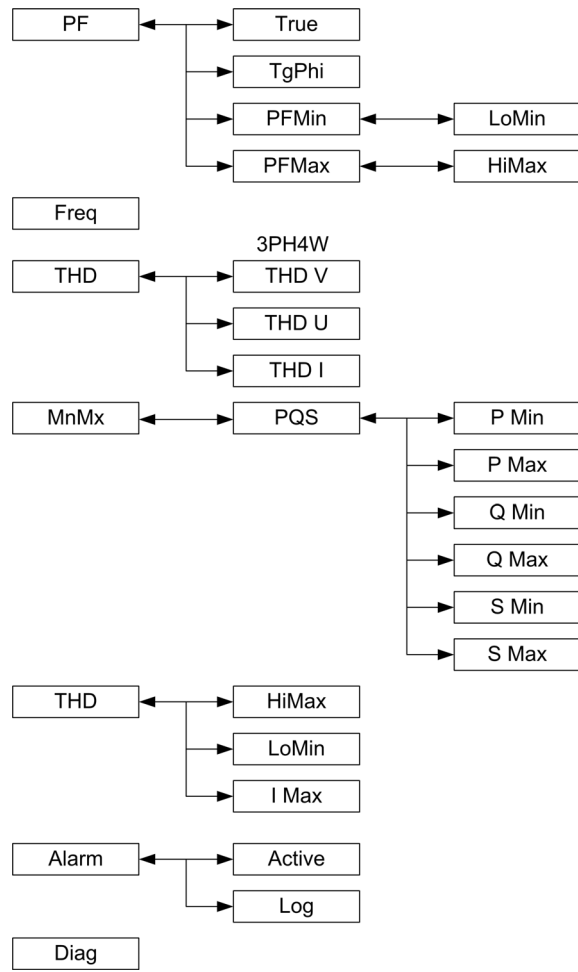 PF True
TgPhi
PFMin LoMin
PFMax HiMax
Freq
3PH4W
THD THD V
THD U
THD I
MnMx PQS P Min
P Max
Q Min
Q Max
S Min
S Max
THD HiMax
LoMin
I Max
Alarm Active
Log
Diag